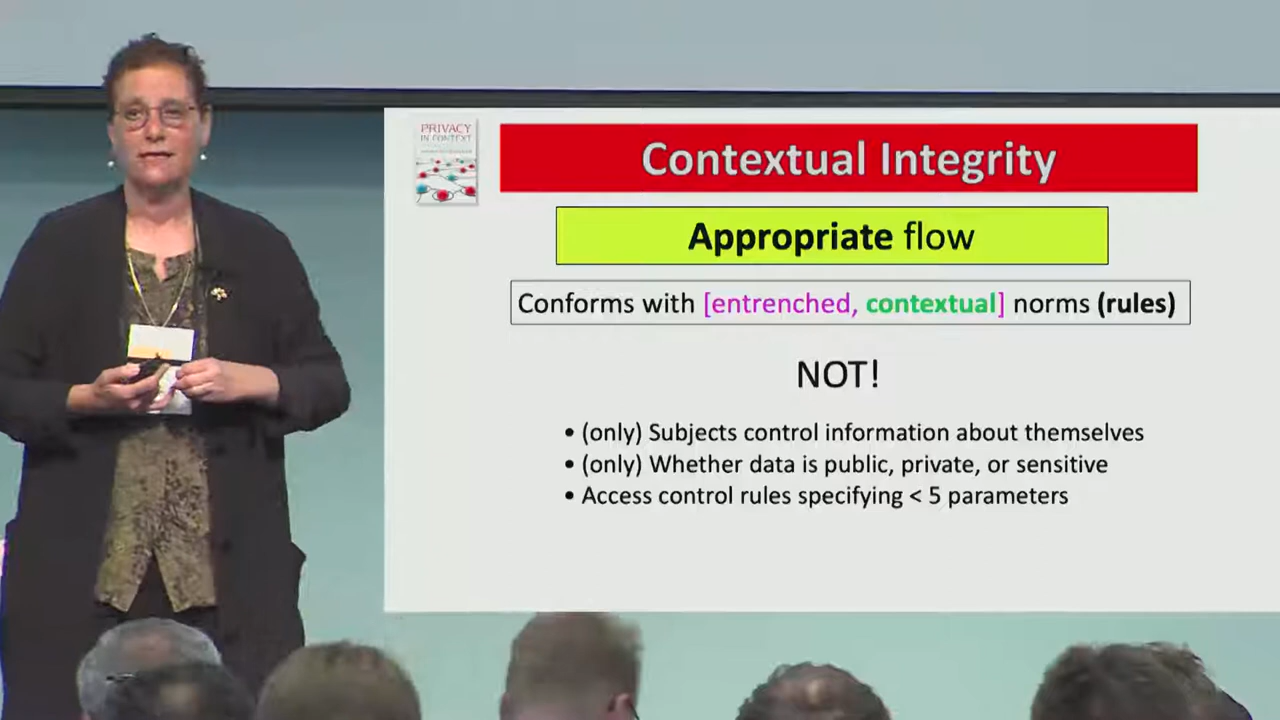 PRIVACY
IN CONTEXT
Contextual Integrity
Appropriate flow
Conforms with [entrenched, contextual] norms (rules)
NOT!
• (only) Subjects control information about themselves
• (only) Whether data is public, private, or sensitive
• Access control rules specifying < 5 parameters